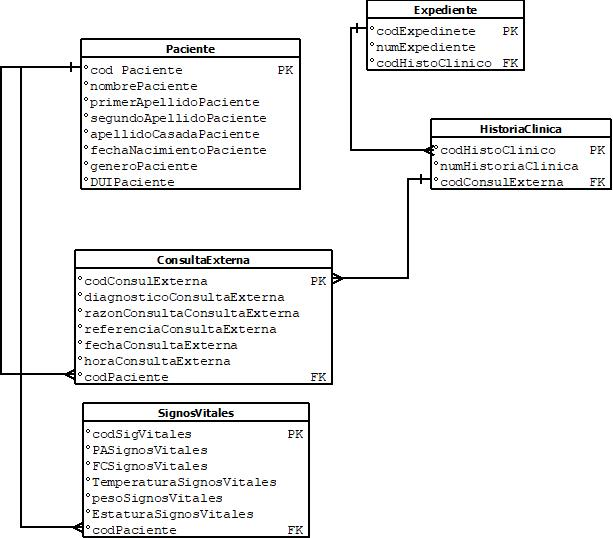 Expediente
codExpedinete PK
numExpediente
codHistoClinico FK
Paciente
cod Paciente PK
nombrePaciente
primerApellidoPaciente
segundoApellidoPaciente
apellidoCasadaPaciente
fechaNacimientoPaciente
generoPaciente
DUIPaciente
HistoriaClinica
codHistoClinico PK
numHistoriaClinica
codConsulExterna FK
ConsultaExterna
codConsulExterna PK
diagnosticoConsultaExterna
razonConsultaConsultaExterna
referenciaConsultaExterna
fechaConsultaExterna
horaConsultaExterna
codPaciente FK
SignosVitales
codSigVitales PK
PASignosVitales
FCSignosVitales
TemperaturaSignosVitales
pesoSignosVitales
EstaturaSignosVitales
codPaciente FK